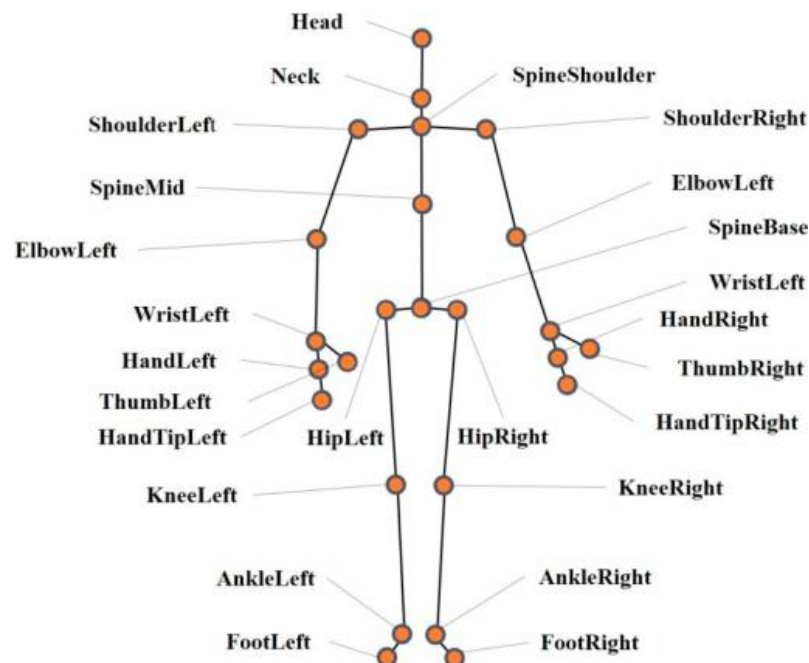 Head
Neck
SpineShoulder
ShoulderLeft
ShoulderRight
SpineMid
ElbowLeft
ElbowLeft
SpineBase
WristLeft
WristLeft
HandRight
HandLeft
ThumbRight
ThumbLeft
HandTipRight
HandTipLeft
HipLeft
HipRight
KneeLeft
KneeRight
AnkleLeft
AnkleRight
FootLeft
FootRight